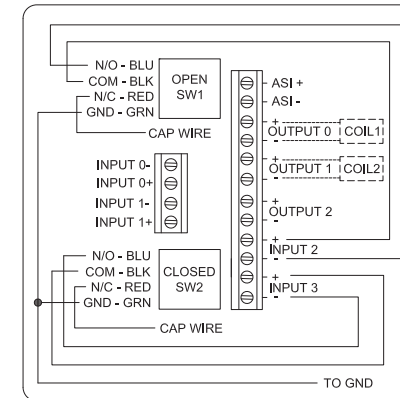 N/O - BLU
COM - BLK
N/C - RED
GND - GRN
CAP WIRE
OPEN
SW1
INPUT 0-
INPUT 0+
INPUT 1-
INPUT 1+
N/O - BLU
COM - BLK
N/C - RED
GND - GRN
CAP WIRE
CLOSED
SW2
ASI +
ASI -
+
OUTPUT 0
-
COIL1
+
OUTPUT 1
-
COIL2
+
OUTPUT 2
-
+
INPUT 2
-
+
INPUT 3
-
TO GND